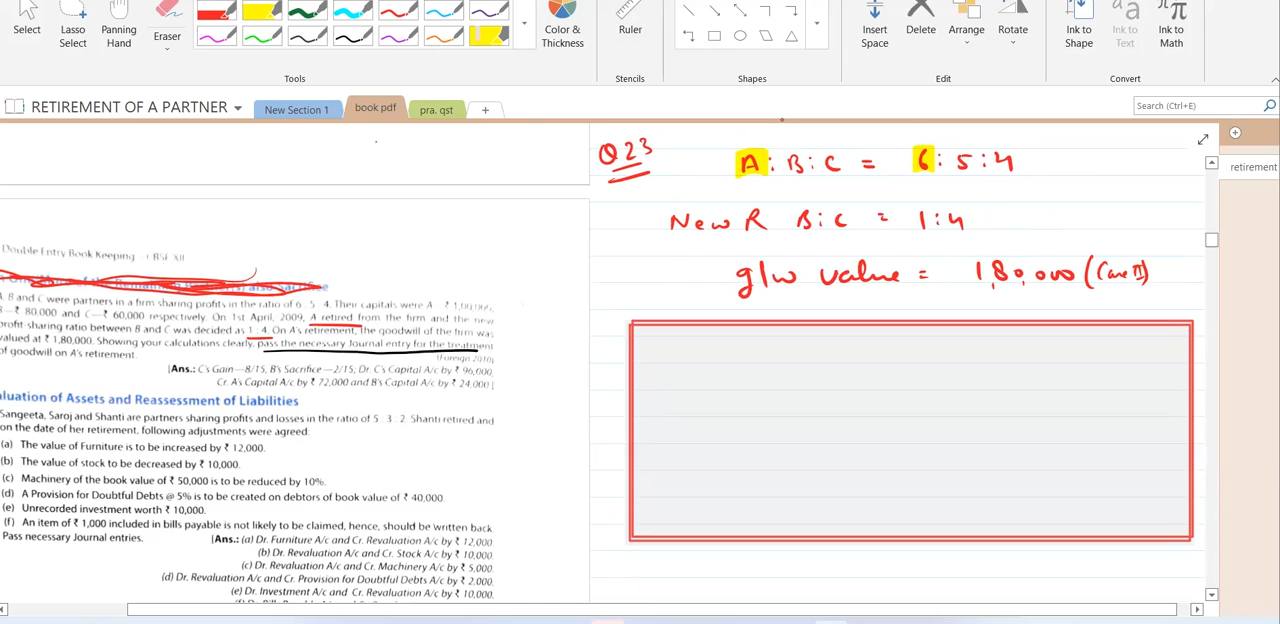 Select
Lasso Select
Panning Hand
Eraser
Color & Thickness
Ruler
Insert Space
Delete
Arrange
Rotate
Ink to Shape
Ink to Text
Ink to Math
Tools
Stencils
Shapes
Edit
Convert
RETIREMENT OF A PARTNER
New Section 1
book pdf
pra. qst
+
Search (Ctrl+E)
retirement
Double Entry Book Keeping
CBSE XII
A, B and C were partners in a firm sharing profits in the ratio of 6 : 5 : 4. Their capitals were A—₹ 1,00,000,
B—₹ 80,000 and C—₹ 60,000 respectively. On 1st April, 2009, A retired from the firm and the new
profit-sharing ratio between B and C was decided as 1 : 4. On A's retirement, the goodwill of the firm was
valued at ₹ 1,80,000. Showing your calculations clearly, pass the necessary Journal entry for the treatment
of goodwill on A's retirement.
(Foreign 2010)
[Ans.: C's Gain—8/15, B's Sacrifice—2/15; Dr. C's Capital A/c by ₹ 96,000,
Cr. A's Capital A/c by ₹ 72,000 and B's Capital A/c by ₹ 24,000.]
luation of Assets and Reassessment of Liabilities
Sangeeta, Saroj and Shanti are partners sharing profits and losses in the ratio of 5 : 3 : 2. Shanti retired and
on the date of her retirement, following adjustments were agreed:
(a) The value of Furniture is to be increased by ₹ 12,000.
(b) The value of stock to be decreased by ₹ 10,000.
(c) Machinery of the book value of ₹ 50,000 is to be reduced by 10%.
(d) A Provision for Doubtful Debts @ 5% is to be created on debtors of book value of ₹ 40,000.
(e) Unrecorded investment worth ₹ 10,000.
(f) An item of ₹ 1,000 included in bills payable is not likely to be claimed, hence, should be written back
Pass necessary Journal entries.
[Ans.: (a) Dr. Furniture A/c and Cr. Revaluation A/c by ₹ 12,000
(b) Dr. Revaluation A/c and Cr. Stock A/c by ₹ 10,000
(c) Dr. Revaluation A/c and Cr. Machinery A/c by ₹ 5,000
(d) Dr. Revaluation A/c and Cr. Provision for Doubtful Debts A/c by ₹ 2,000
(e) Dr. Investment A/c and Cr. Revaluation A/c by ₹ 10,000
Q23
A : B : C = 6 : 5 : 4
New R B : C = 1 : 4
g/w value = 1,80,000 (Case II)